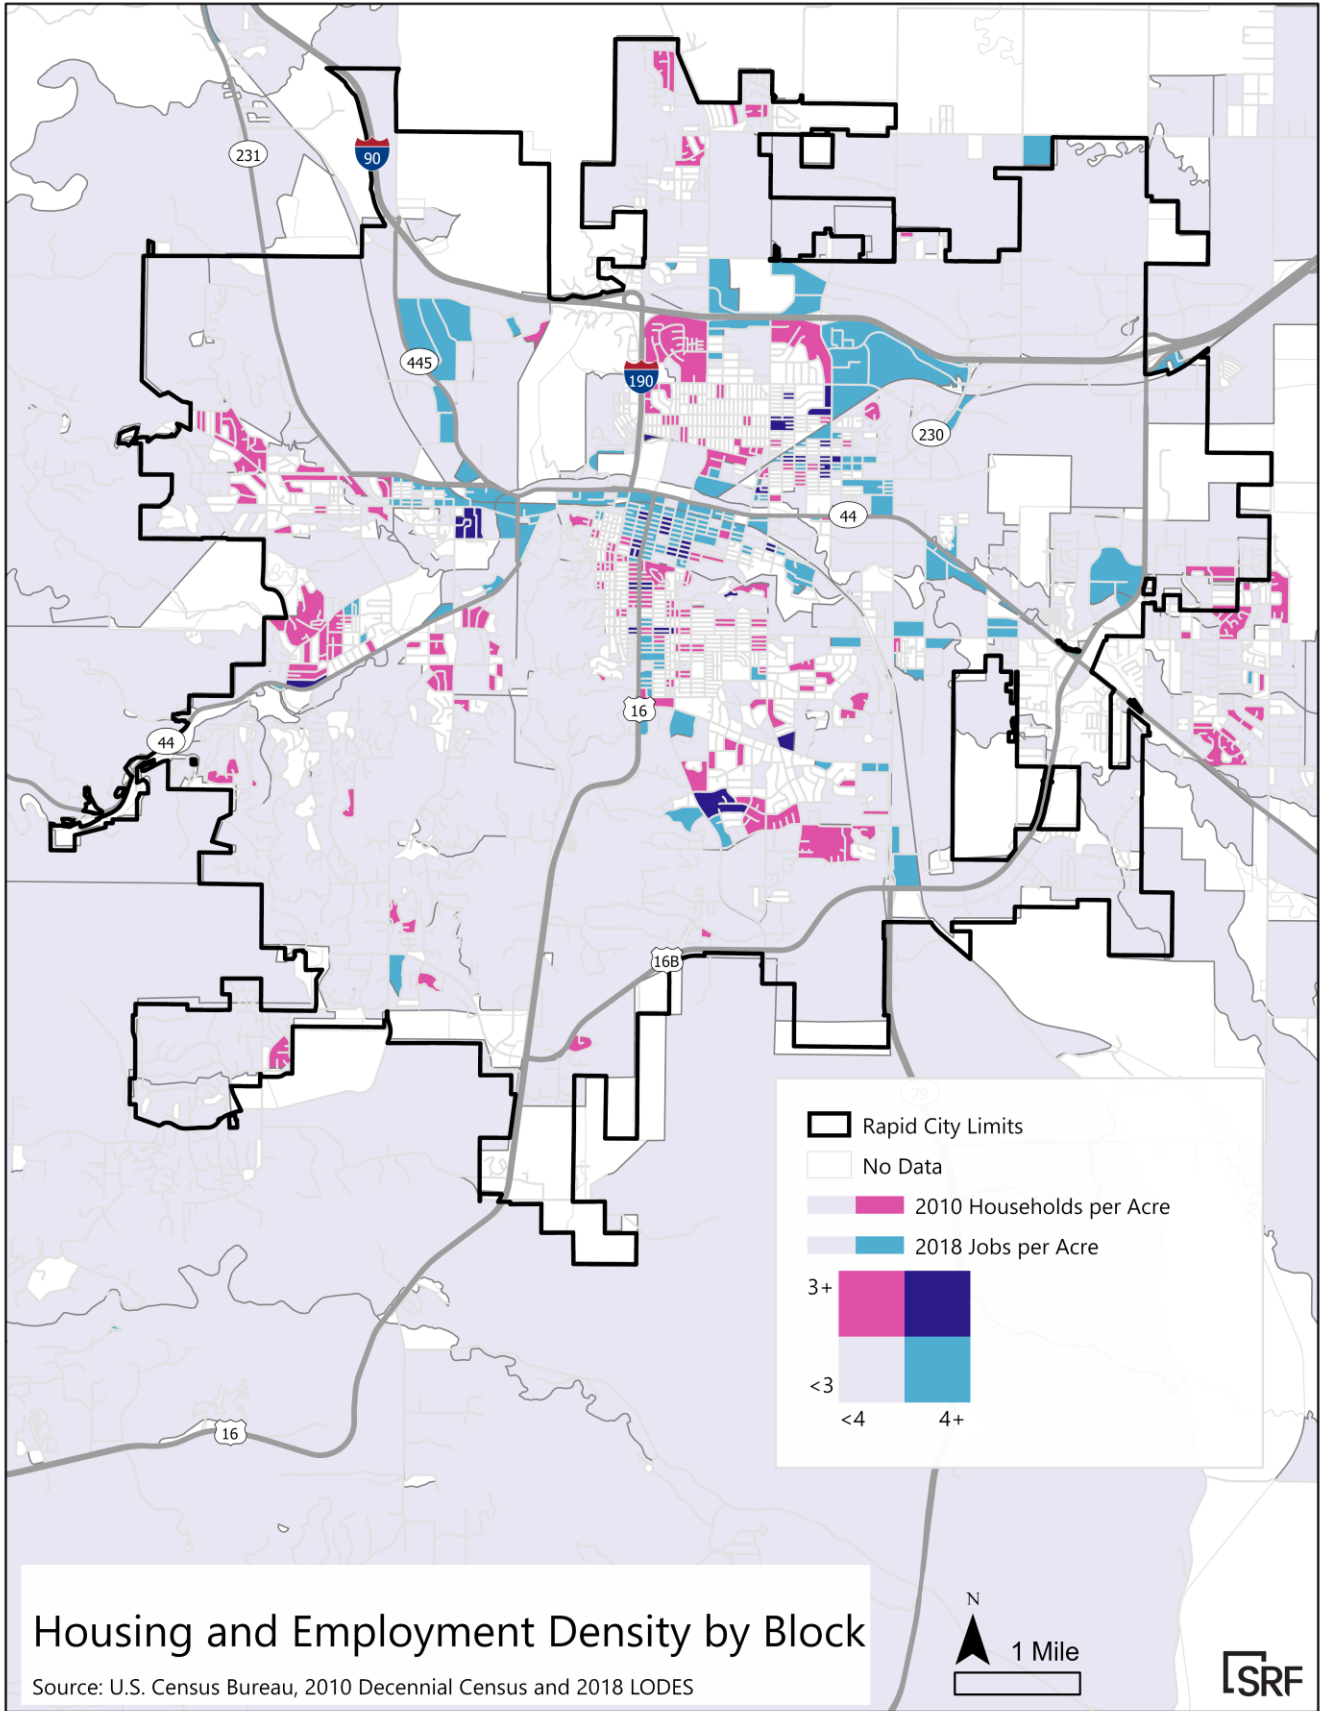 231
90
445
190
230
44
16
44
16B
79
Rapid City Limits
No Data
2010 Households per Acre
2018 Jobs per Acre
3+
<3
<4
4+
16
Housing and Employment Density by Block
Source: U.S. Census Bureau, 2010 Decennial Census and 2018 LODES
N
1 Mile
SRF